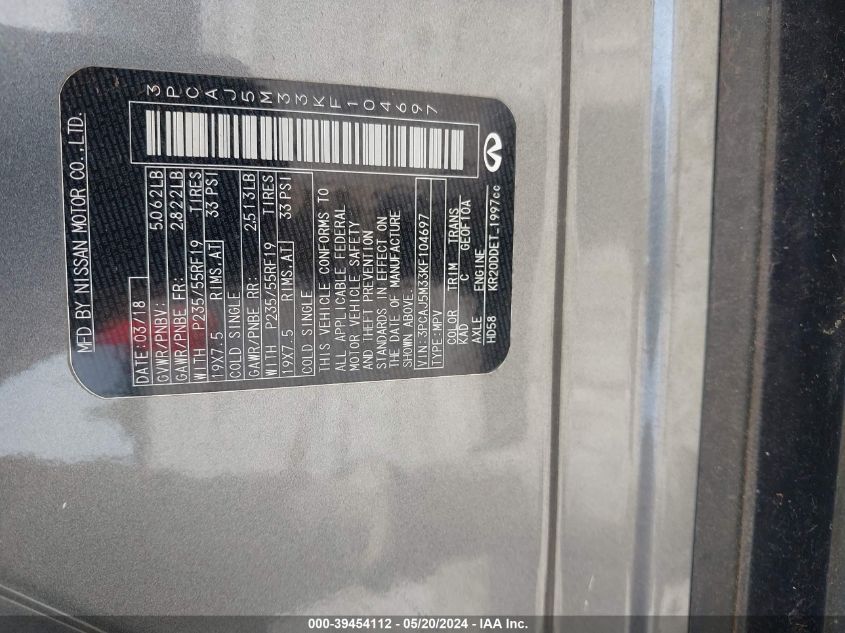 MFD BY NISSAN MOTOR CO., LTD.
3PCAJ5M33KF104697
DATE:03/18
GVWR/PNBV: 5,062LB
GAWR/PNBE FR: 2,822LB
WITH P235/55RF19 TIRES
19X7.5 RIMS,AT 33 PSI
COLD SINGLE
GAWR/PNBE RR: 2,513LB
WITH P235/55RF19 TIRES
19X7.5 RIMS,AT 33 PSI
COLD SINGLE
THIS VEHICLE CONFORMS TO
ALL APPLICABLE FEDERAL
MOTOR VEHICLE SAFETY
AND THEFT PREVENTION
STANDARDS IN EFFECT ON
THE DATE OF MANUFACTURE
SHOWN ABOVE.
VIN:3PCAJ5M33KF104697
TYPE:MPV
COLOR TRIM TRANS
KAD C GE0F10A
AXLE ENGINE
HD58 KR20DDET 1997cc
000-39454112 - 05/20/2024 - IAA Inc.